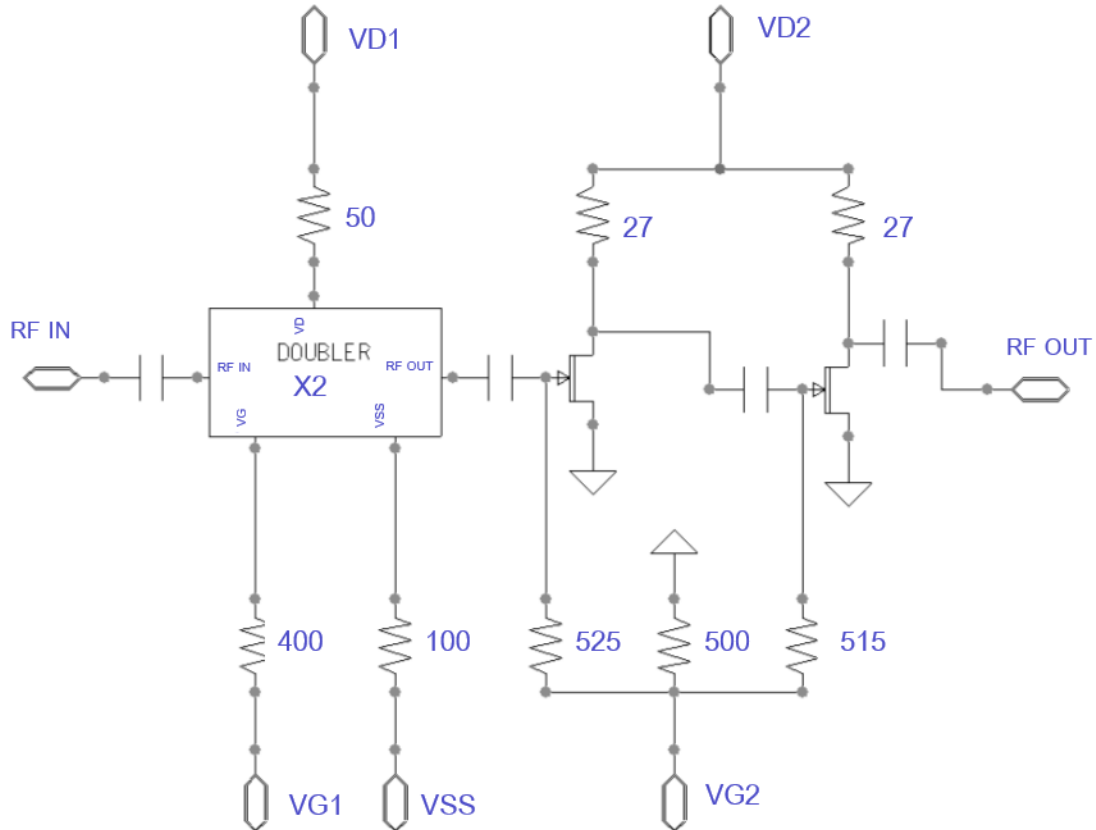 VD1
VD2
50
27
27
RF IN
VD
DOUBLER
RF IN
RF OUT
X2
VG
VSS
RF OUT
400
100
525
500
515
VG1
VSS
VG2